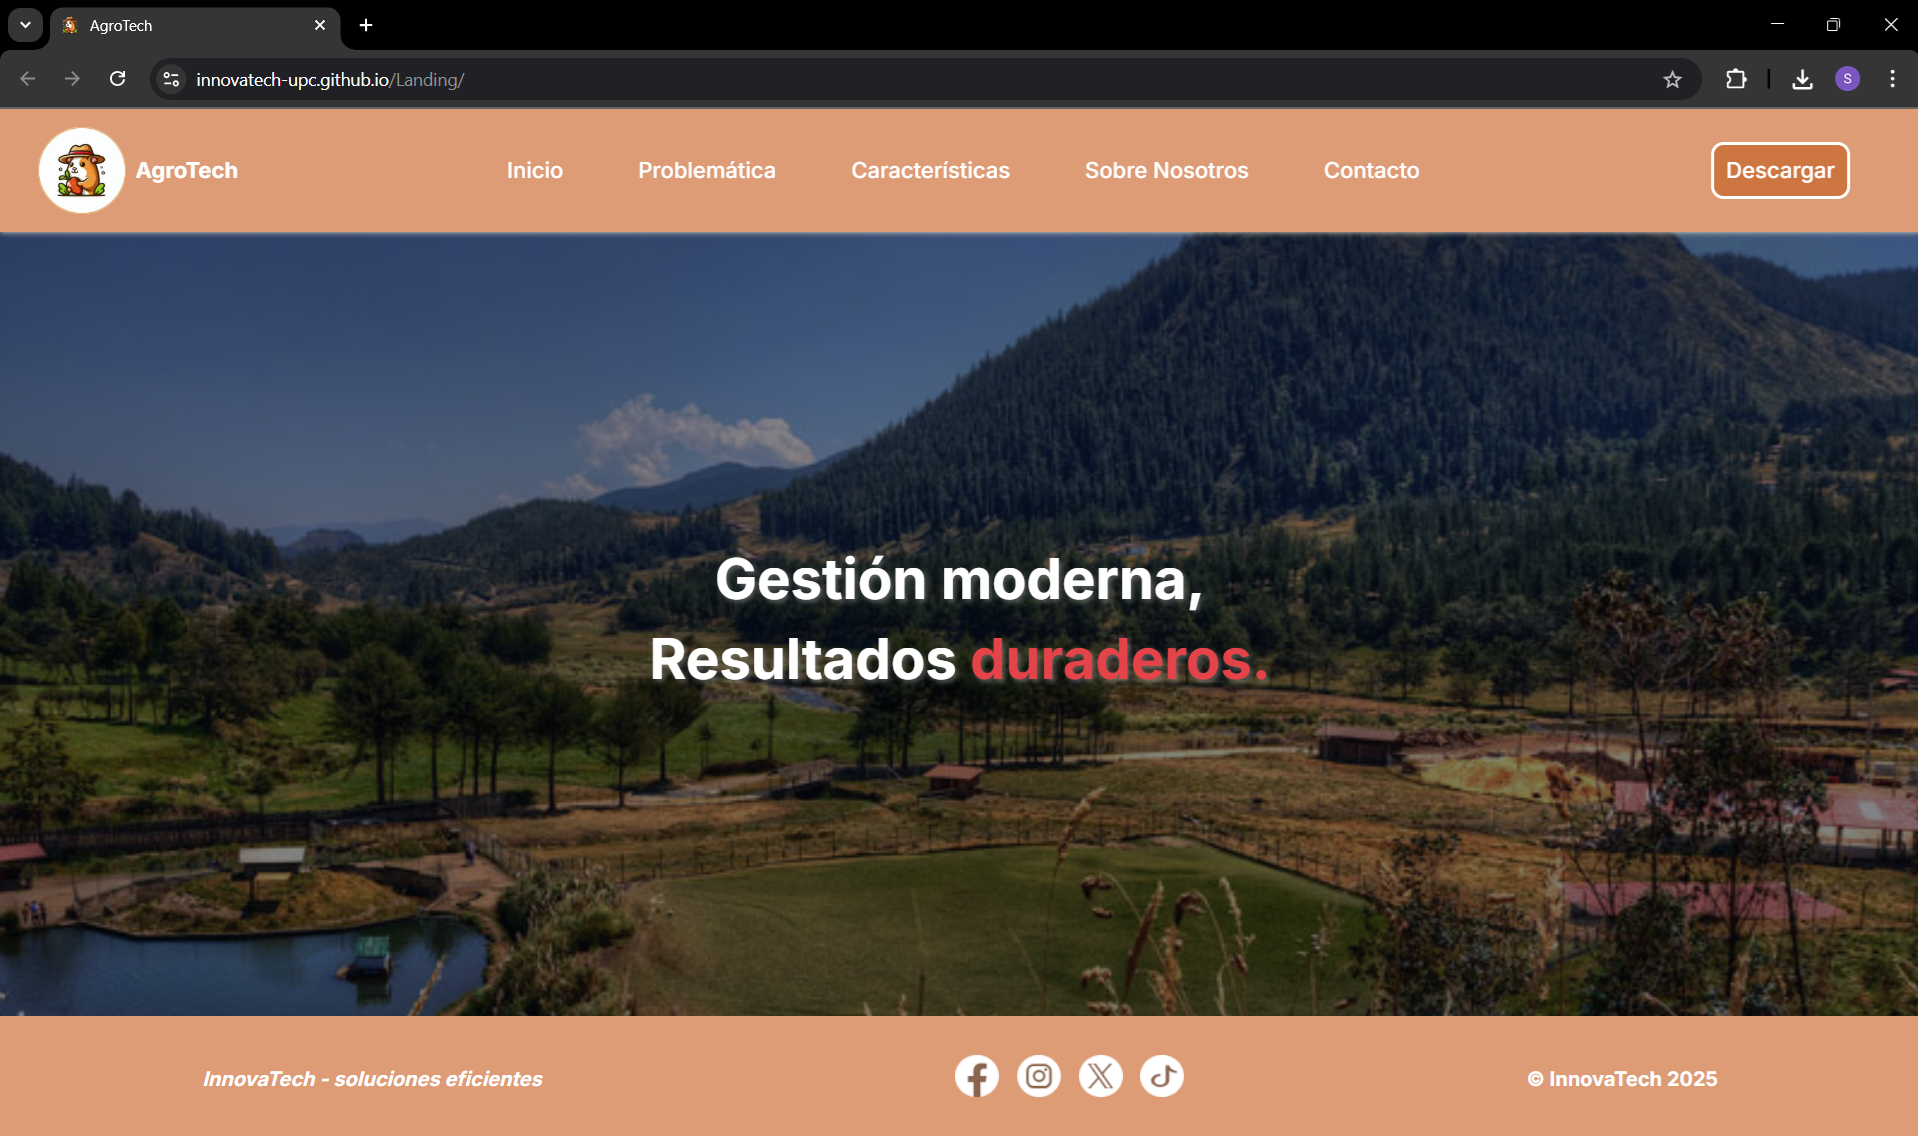 AgroTech
innovatech-upc.github.io/Landing/
S
AgroTech
Inicio
Problemática
Características
Sobre Nosotros
Contacto
Descargar
Gestión moderna,
Resultados duraderos.
InnovaTech - soluciones eficientes
© InnovaTech 2025